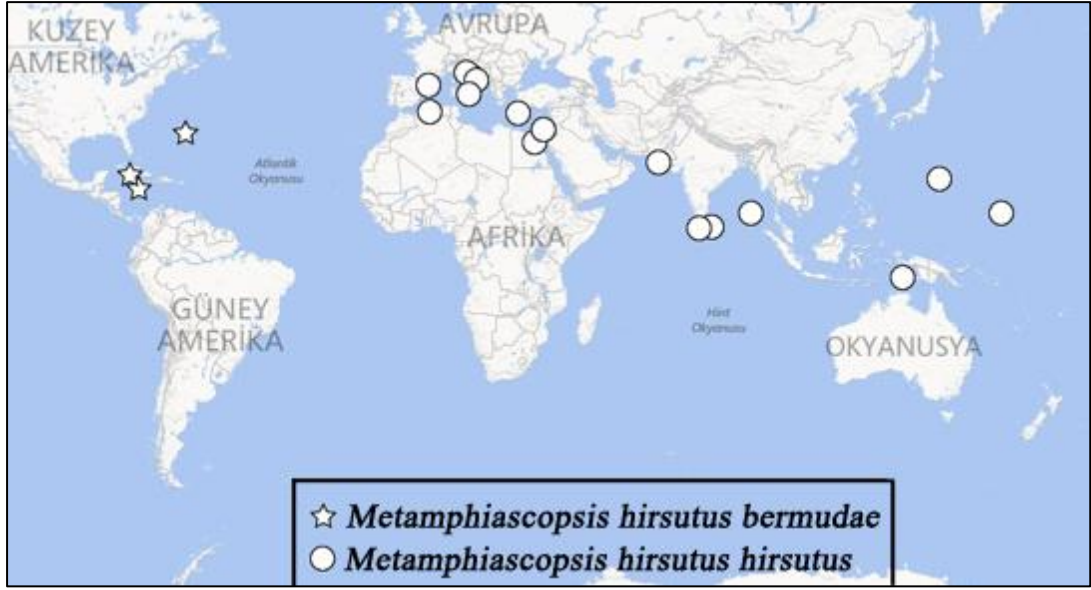 KUZEY
AMERİKA
AVRUPA
Atlantik
Okyanusu
AFRİKA
GÜNEY
AMERİKA
Hint
Okyanusu
OKYANUSYA
Metamphiascopsis hirsutus bermudae
Metamphiascopsis hirsutus hirsutus